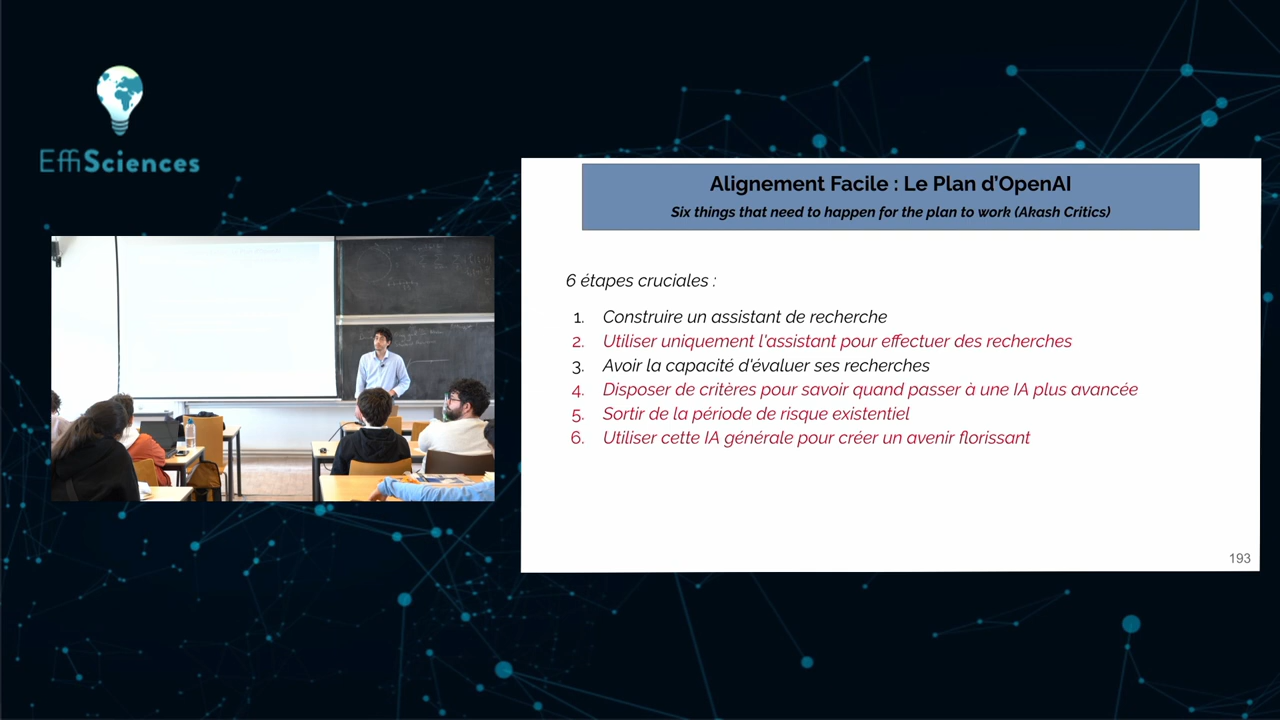 EffiSciences
Alignement Facile : Le Plan d'OpenAI
Six things that need to happen for the plan to work (Akash Critics)
6 étapes cruciales :
1. Construire un assistant de recherche
2. Utiliser uniquement l'assistant pour effectuer des recherches
3. Avoir la capacité d'évaluer ses recherches
4. Disposer de critères pour savoir quand passer à une IA plus avancée
5. Sortir de la période de risque existentiel
6. Utiliser cette IA générale pour créer un avenir florissant
193